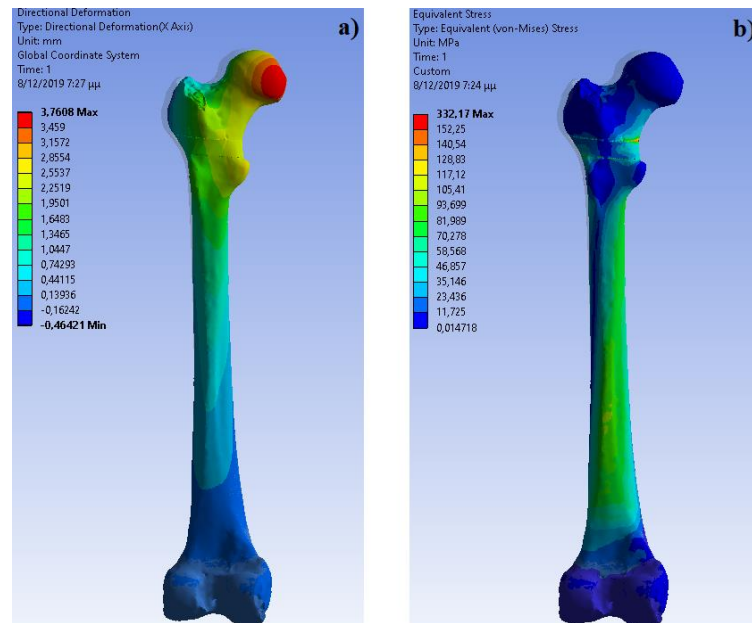 Directional Deformation
Type: Directional Deformation(X Axis)
Unit: mm
Global Coordinate System
Time: 1
8/12/2019 7:27 μμ
a)
3,7608 Max
3,459
3,1572
2,8554
2,5537
2,2519
1,9501
1,6483
1,3465
1,0447
0,74293
0,44115
0,13936
-0,16242
-0,46421 Min
Equivalent Stress
Type: Equivalent (von-Mises) Stress
Unit: MPa
Time: 1
Custom
8/12/2019 7:24 μμ
b)
332,17 Max
152,25
140,54
128,83
117,12
105,41
93,699
81,989
70,278
58,568
46,857
35,146
23,436
11,725
0,014718